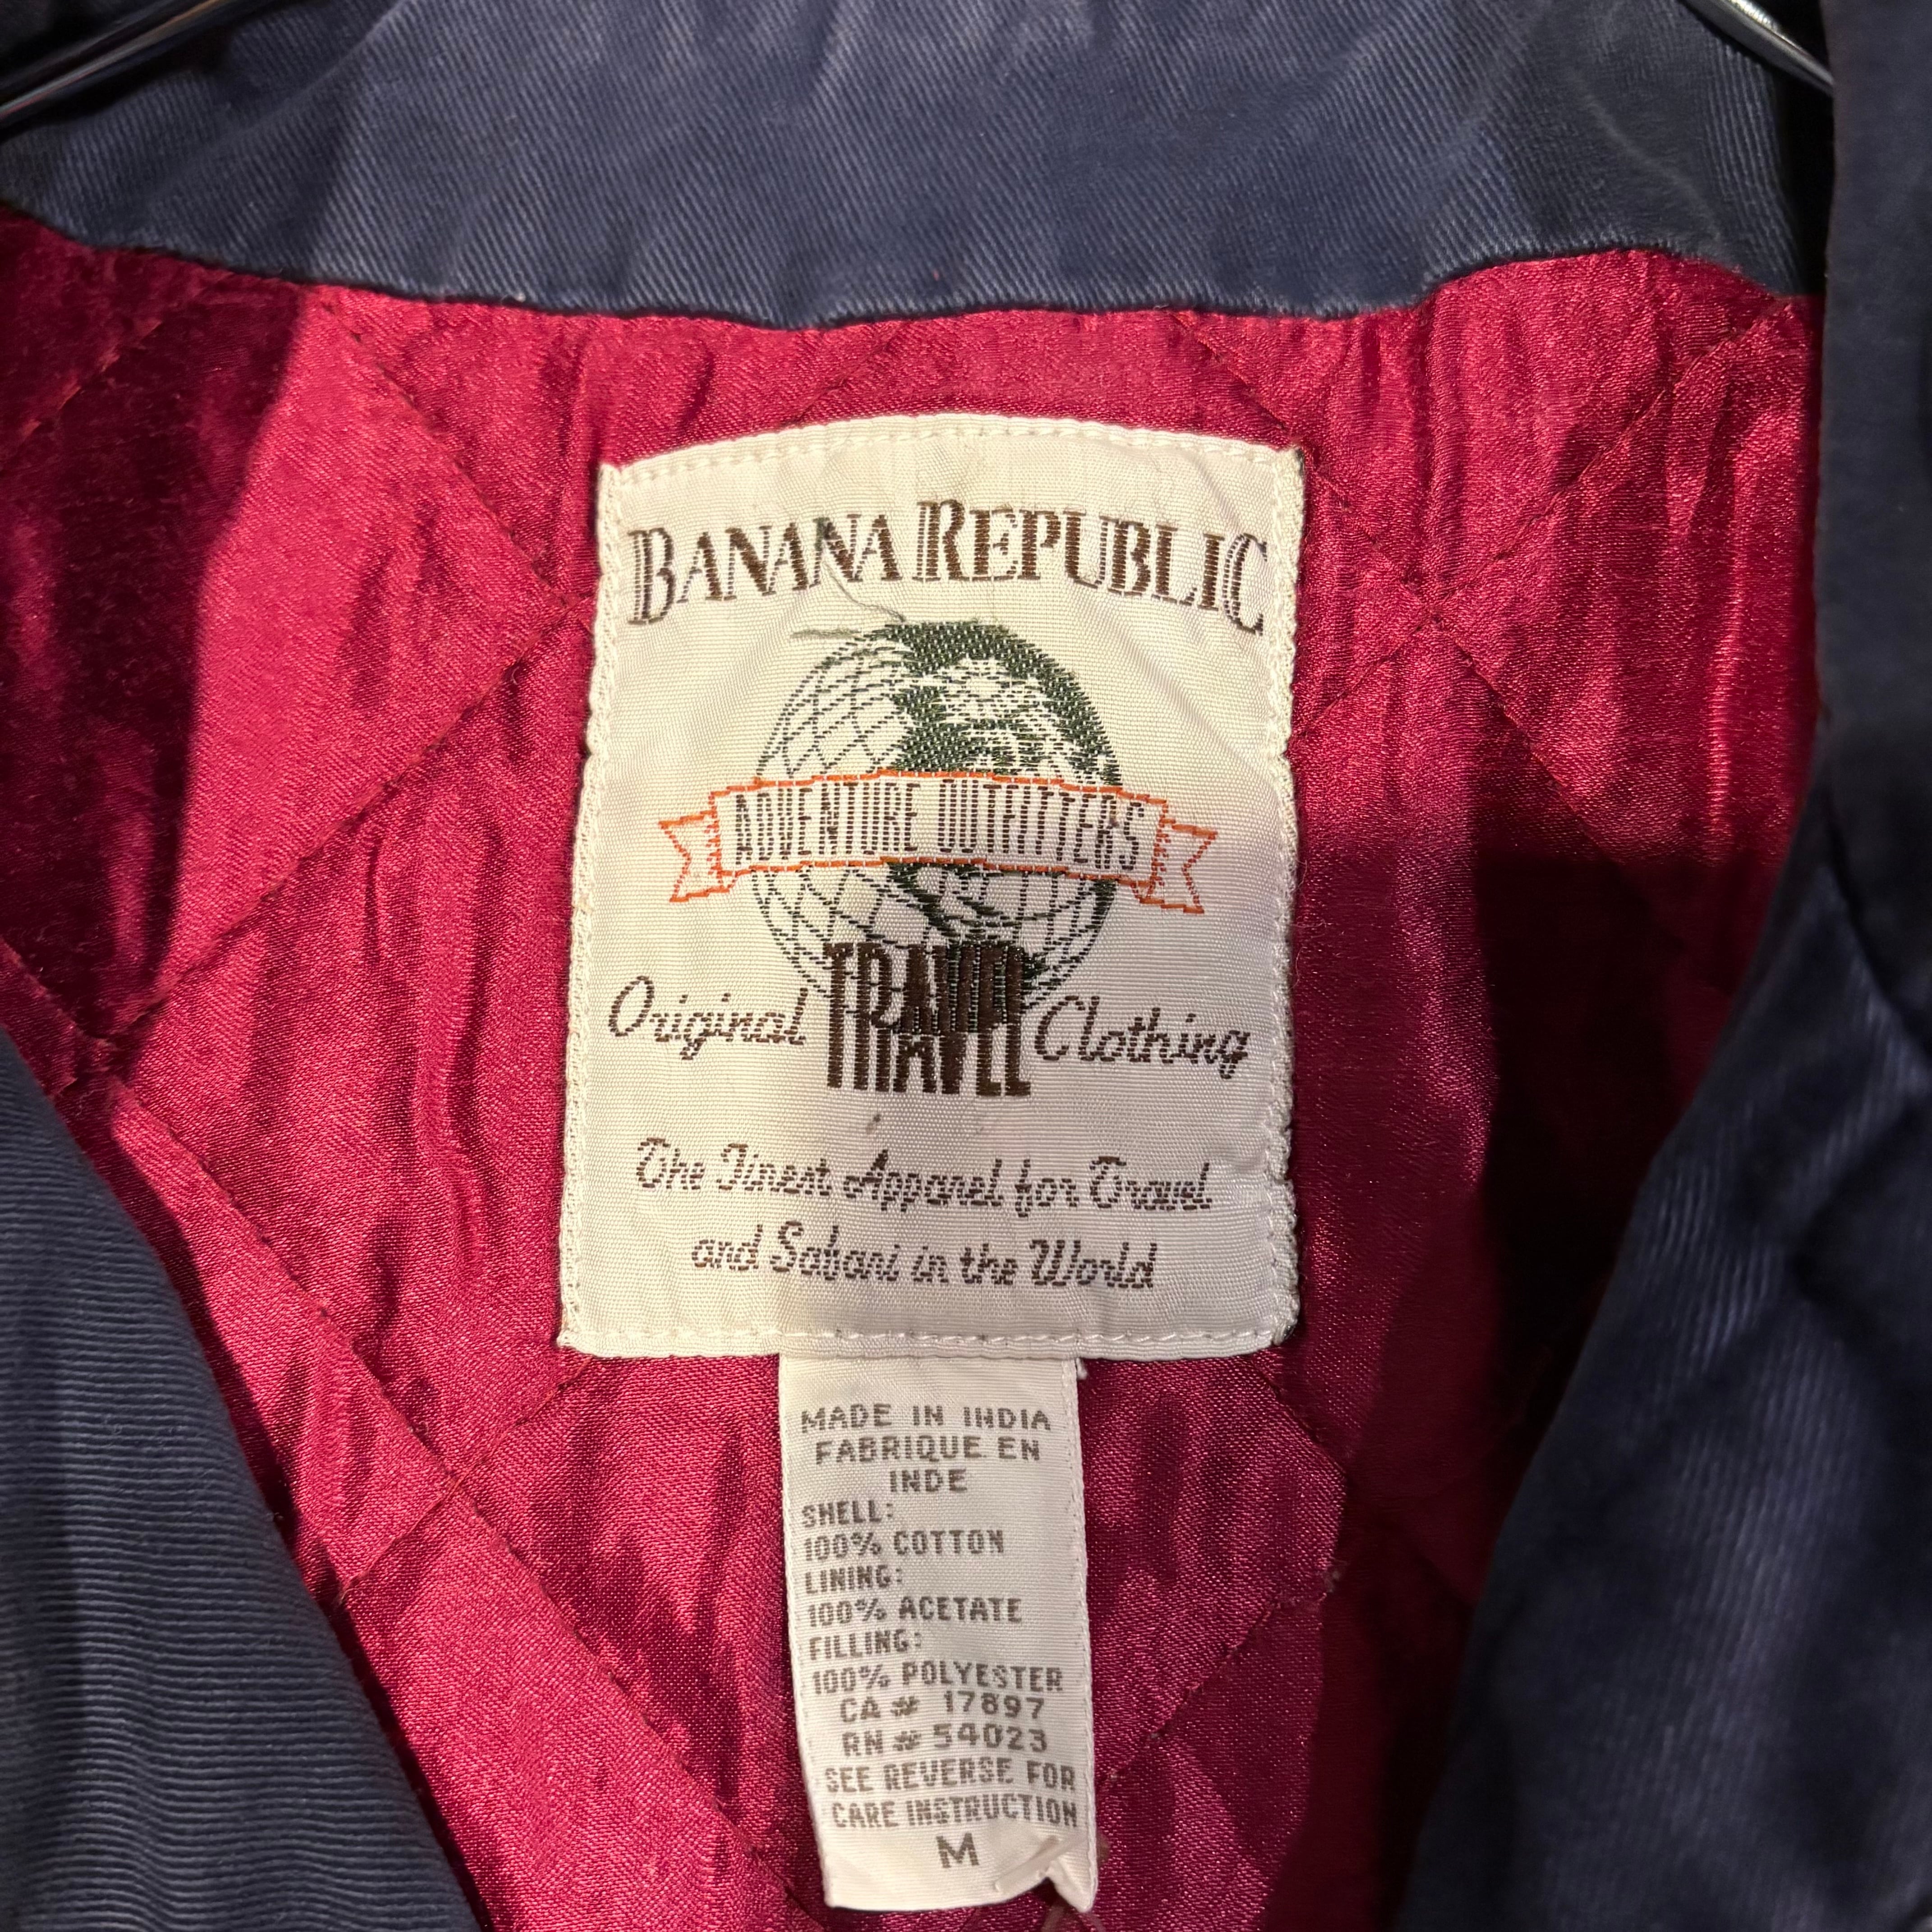 BANANA REPUBLIC
ADVENTURE OUTFITTERS
Original TRAVEL Clothing
The Finest Apparel for Travel
and Safari in the World
MADE IN INDIA
FABRIQUE EN
INDE
SHELL:
100% COTTON
LINING:
100% ACETATE
FILLING:
100% POLYESTER
CA # 17897
RN # 54023
SEE REVERSE FOR
CARE INSTRUCTION
M